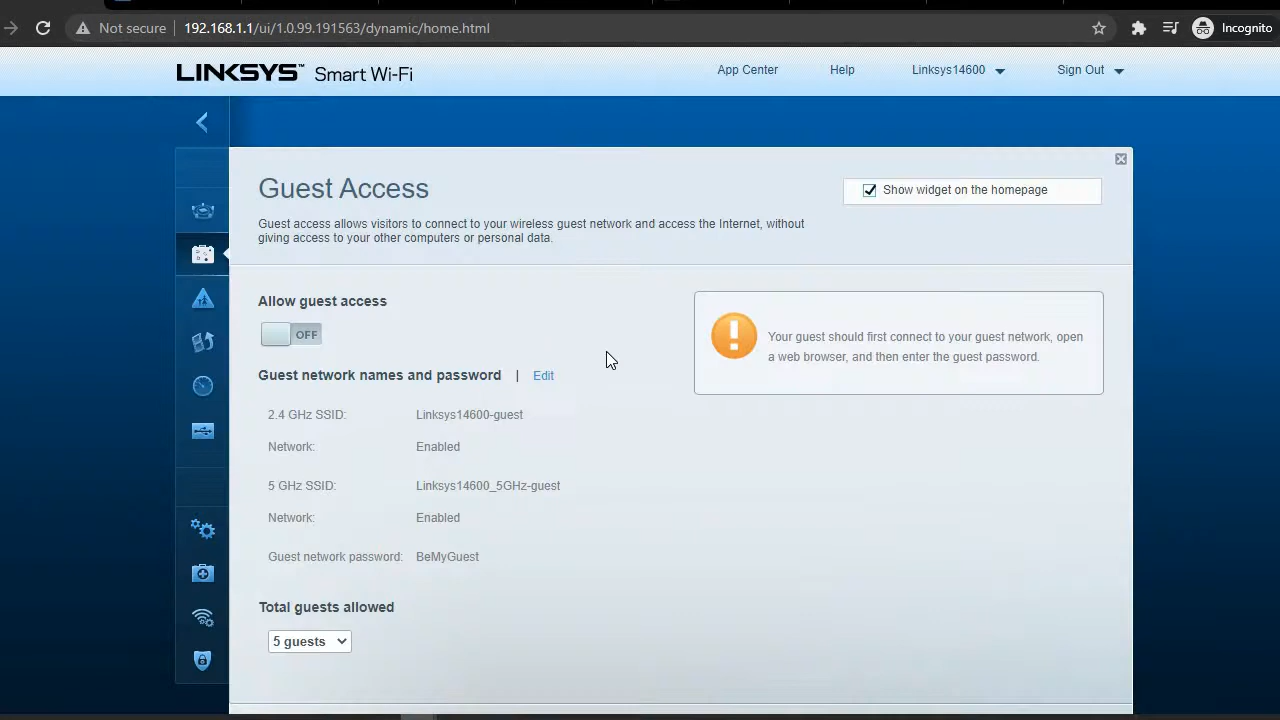 Not secure
192.168.1.1/ui/1.0.99.191563/dynamic/home.html
Incognito
LINKSYS™ Smart Wi-Fi
App Center
Help
Linksys14600
Sign Out
Guest Access
Show widget on the homepage
Guest access allows visitors to connect to your wireless guest network and access the Internet, without
giving access to your other computers or personal data.
Allow guest access
OFF
Your guest should first connect to your guest network, open
a web browser, and then enter the guest password.
Guest network names and password | Edit
2.4 GHz SSID: Linksys14600-guest
Network: Enabled
5 GHz SSID: Linksys14600_5GHz-guest
Network: Enabled
Guest network password: BeMyGuest
Total guests allowed
5 guests